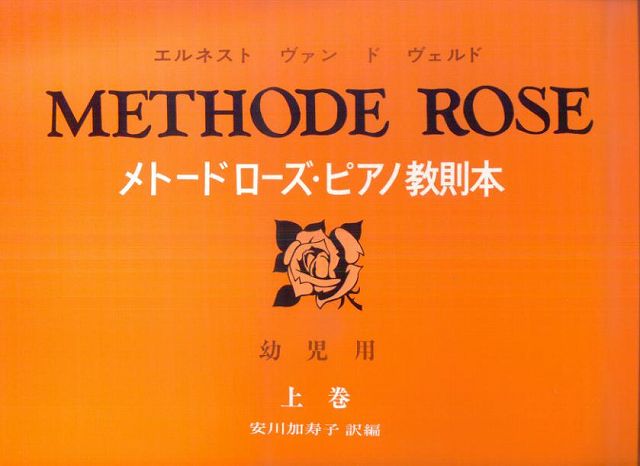 エルネスト ヴァン ド ヴェルド
METHODE ROSE
メトードローズ・ピアノ教則本
幼児用
上巻
安川加寿子 訳編